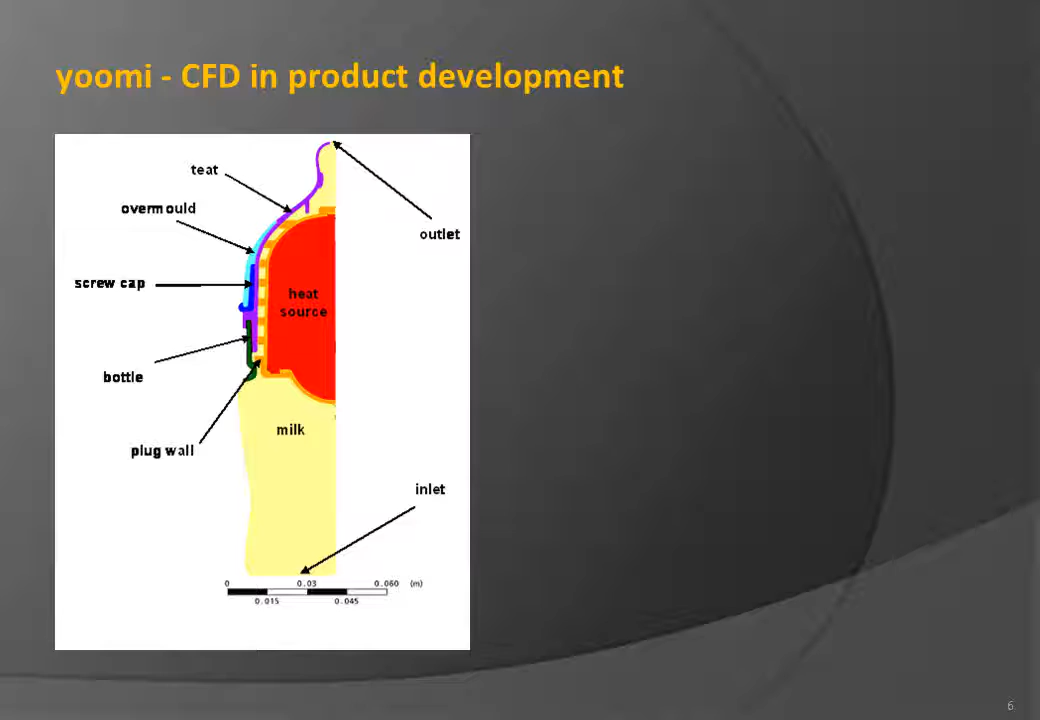 yoomi - CFD in product development
teat
overmould
outlet
screw cap
heat
source
bottle
milk
plug wall
inlet
0 0.03 0.060 (m)
0.015 0.045
6